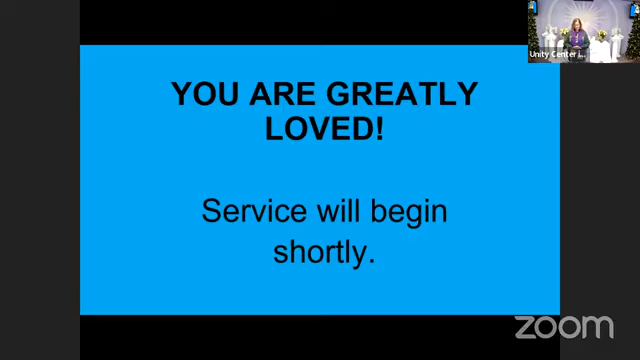 Unity Center i...
YOU ARE GREATLY
LOVED!
Service will begin
shortly.
zoom